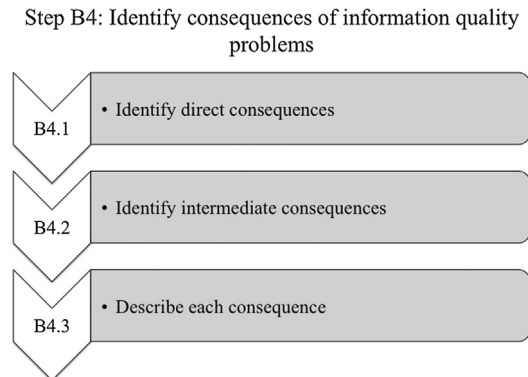 Step B4: Identify consequences of information quality
problems
B4.1
• Identify direct consequences
B4.2
• Identify intermediate consequences
B4.3
• Describe each consequence